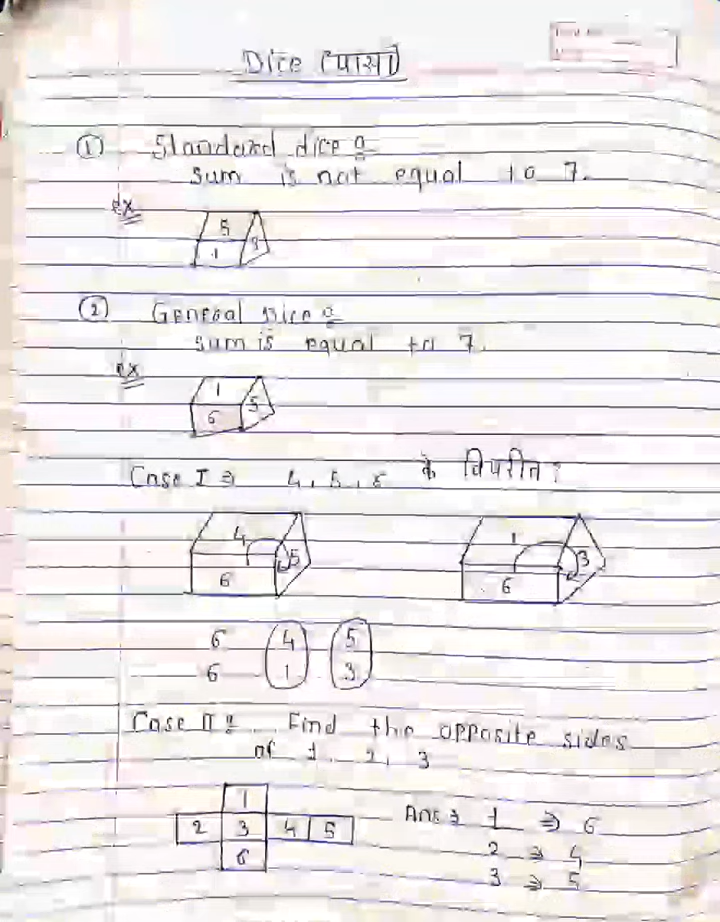 Dice (पासा)
① Standard dice :
sum is not equal to 7.
ex
5
1 3
② General Dice :
sum is equal to 7.
ex
1
6 5
Case I ⇒ 4, 5, 6 के विपरीत ?
4 1
5 3
6 6
6 4 5
6 1 3
Case II : Find the opposite sides
of 1, 2, 3
1
2 3 4 5
6
Ans ⇒ 1 ⇒ 6
2 ⇒ 4
3 ⇒ 5